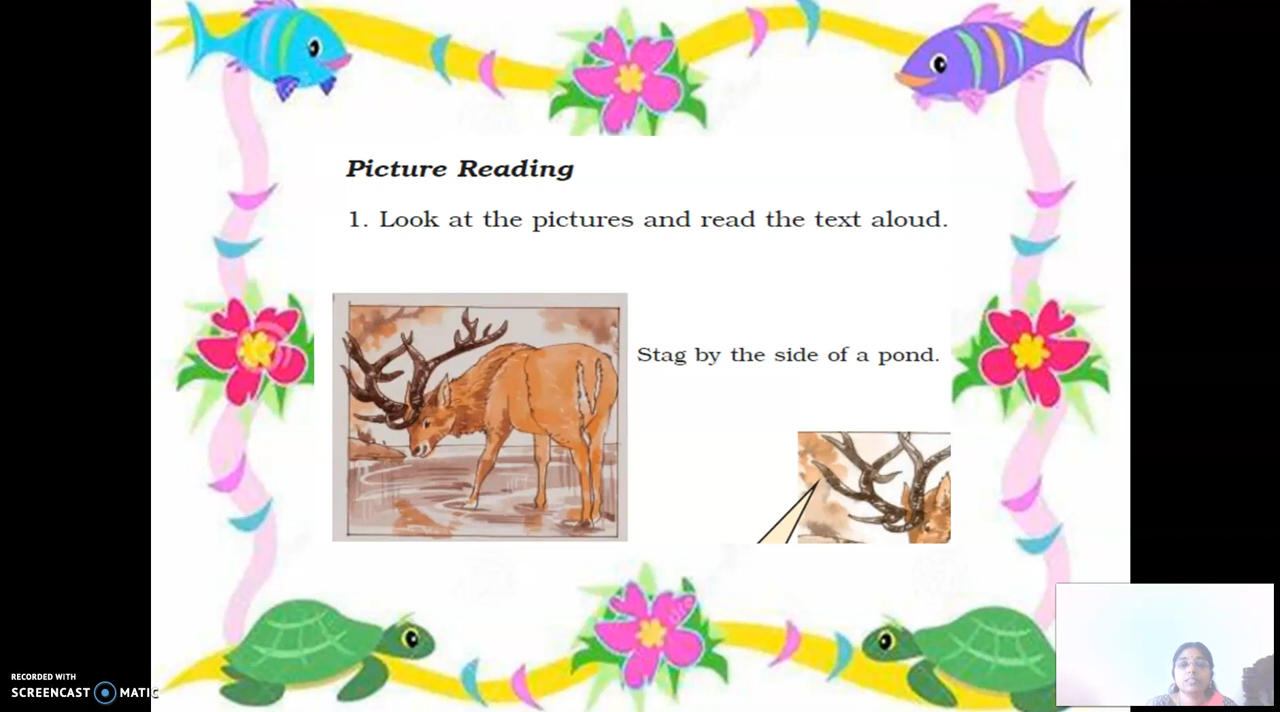 Picture Reading
1. Look at the pictures and read the text aloud.
Stag by the side of a pond.
RECORDED WITH
SCREENCAST MATIC